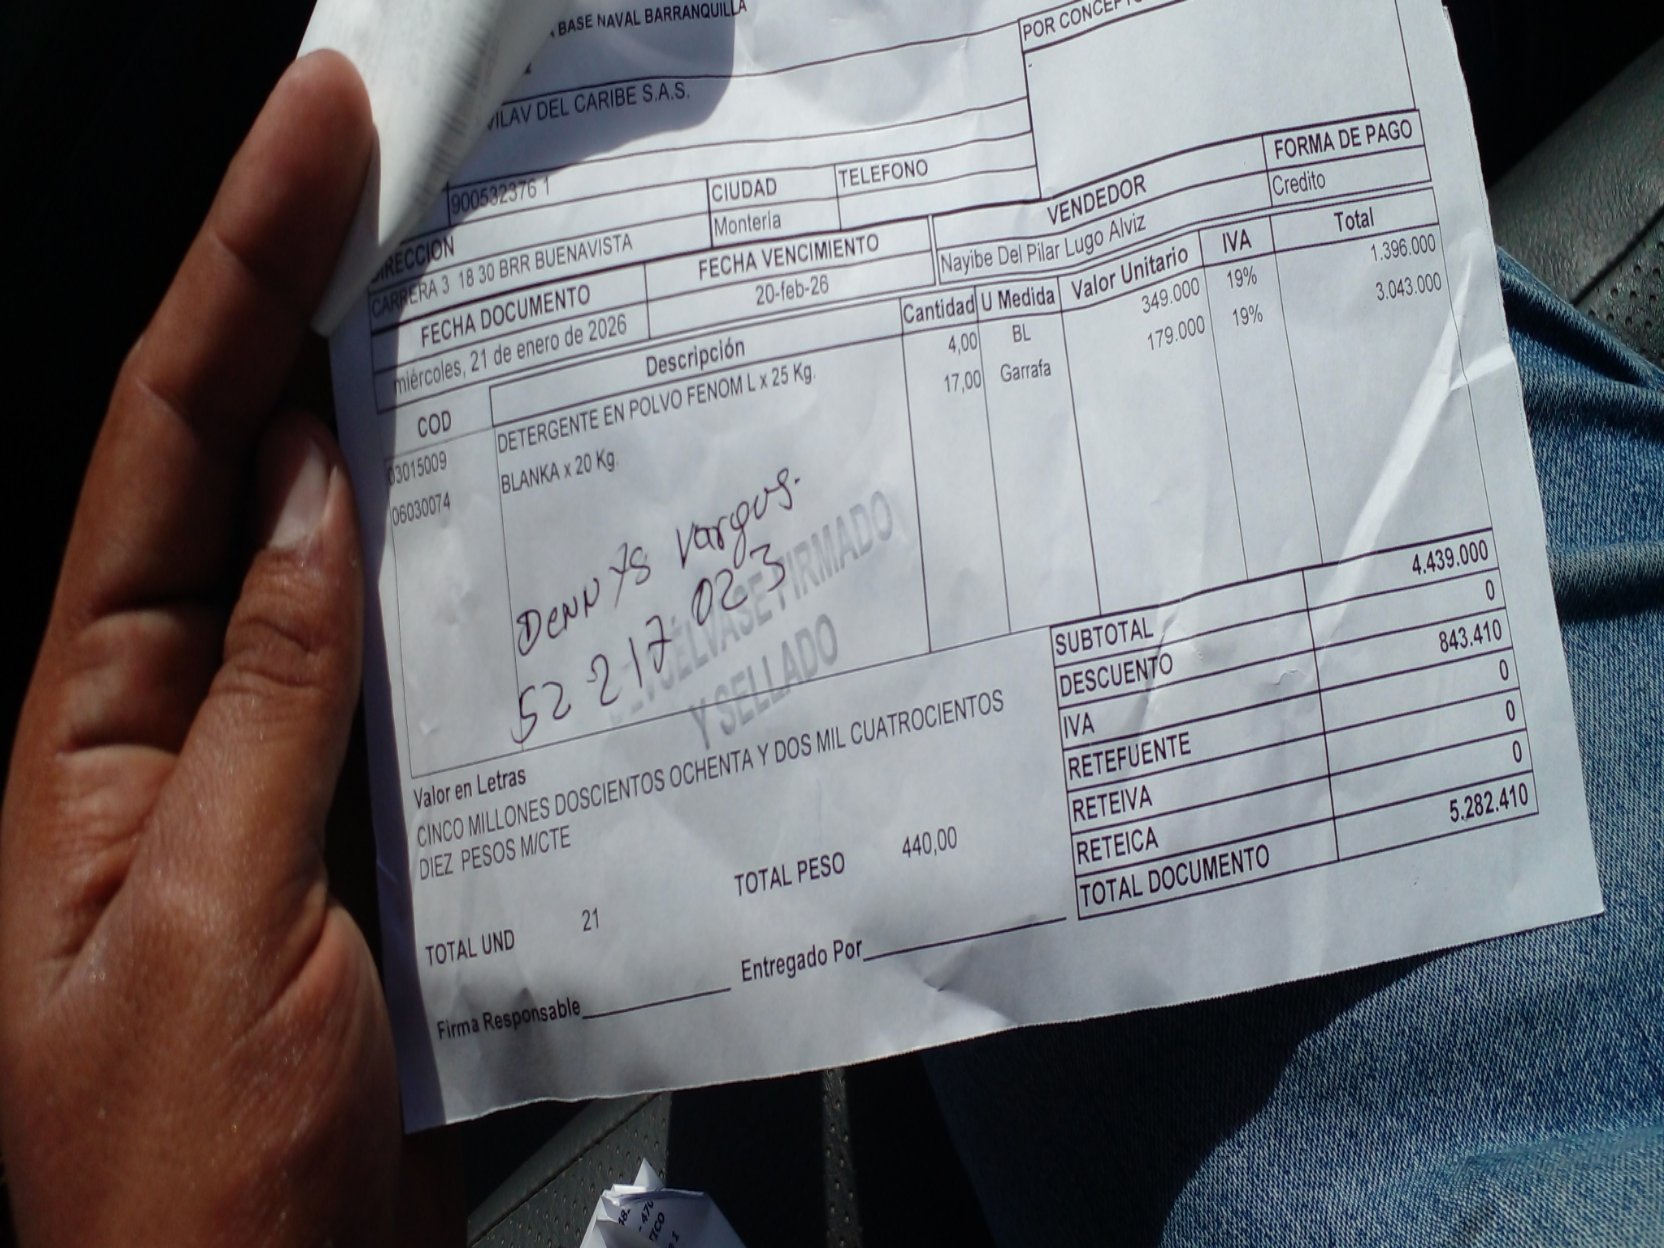 BASE NAVAL BARRANQUILLA
POR CONCEPTO
VILAV DEL CARIBE S.A.S.
900532376 1
CIUDAD
Montería
TELEFONO
DIRECCION
CARRERA 3 18 30 BRR BUENAVISTA
VENDEDOR
Nayibe Del Pilar Lugo Alviz
FORMA DE PAGO
Credito
FECHA DOCUMENTO
miércoles, 21 de enero de 2026
FECHA VENCIMIENTO
20-feb-26
COD Descripción Cantidad U Medida Valor Unitario IVA Total
03015009 DETERGENTE EN POLVO FENOM L x 25 Kg. 4,00 BL 349.000 19% 1.396.000
06030074 BLANKA x 20 Kg. 17,00 Garrafa 179.000 19% 3.043.000
Dennys Vargas.
52 217 023
DEVUÉLVASE FIRMADO
Y SELLADO
SUBTOTAL 4.439.000
DESCUENTO 0
IVA 843.410
RETEFUENTE 0
RETEIVA 0
RETEICA 0
TOTAL DOCUMENTO 5.282.410
Valor en Letras
CINCO MILLONES DOSCIENTOS OCHENTA Y DOS MIL CUATROCIENTOS
DIEZ PESOS M/CTE
TOTAL UND 21 TOTAL PESO 440,00
Firma Responsable Entregado Por